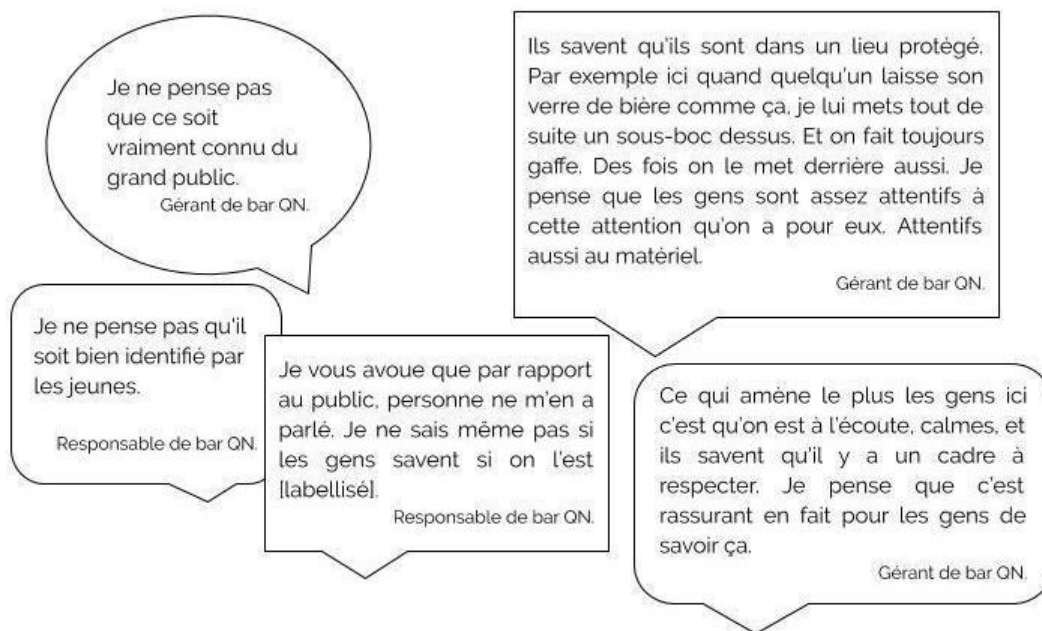 Je ne pense pas
que ce soit
vraiment connu du
grand public.
Gérant de bar QN.
Je ne pense pas qu'il
soit bien identifié par
les jeunes.
Responsable de bar QN.
Je vous avoue que par rapport
au public, personne ne m'en a
parlé. Je ne sais même pas si
les gens savent si on l'est
[labellisé].
Responsable de bar QN.
Ils savent qu'ils sont dans un lieu protégé.
Par exemple ici quand quelqu'un laisse son
verre de bière comme ça, je lui mets tout de
suite un sous-boc dessus. Et on fait toujours
gaffe. Des fois on le met derrière aussi. Je
pense que les gens sont assez attentifs à
cette attention qu'on a pour eux. Attentifs
aussi au matériel.
Gérant de bar QN.
Ce qui amène le plus les gens ici
c'est qu'on est à l'écoute, calmes, et
ils savent qu'il y a un cadre à
respecter. Je pense que c'est
rassurant en fait pour les gens de
savoir ça.
Gérant de bar QN.